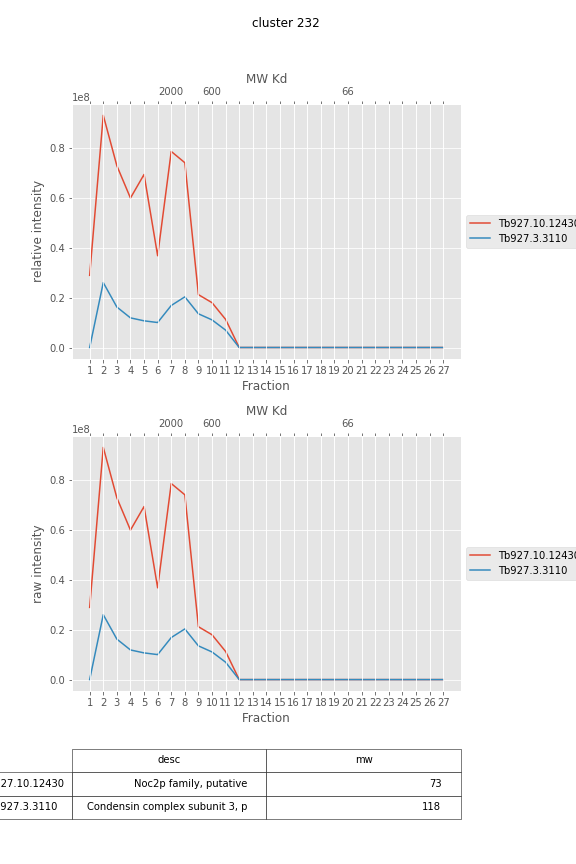 cluster 232
MW Kd
2000 600 66
1e8
0.8
0.6
0.4
0.2
0.0
relative intensity
1 2 3 4 5 6 7 8 9 10 11 12 13 14 15 16 17 18 19 20 21 22 23 24 25 26 27
Fraction
Tb927.10.12430
Tb927.3.3110
MW Kd
2000 600 66
1e8
0.8
0.6
0.4
0.2
0.0
raw intensity
1 2 3 4 5 6 7 8 9 10 11 12 13 14 15 16 17 18 19 20 21 22 23 24 25 26 27
Fraction
Tb927.10.12430
Tb927.3.3110
desc mw
27.10.12430 Noc2p family, putative 73
927.3.3110 Condensin complex subunit 3, p 118